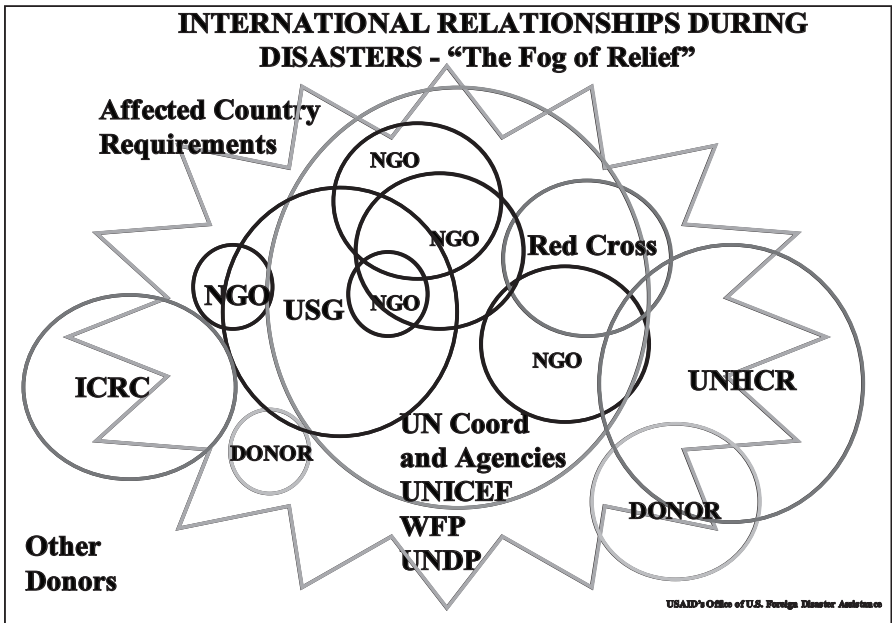 INTERNATIONAL RELATIONSHIPS DURING
DISASTERS - “The Fog of Relief”
Affected Country
Requirements
NGO
NGO
Red Cross
NGO
USG
NGO
NGO
ICRC
UNHCR
UN Coord
and Agencies
UNICEF
WFP
UNDP
DONOR
DONOR
Other
Donors
USAID's Office of U.S. Foreign Disaster Assistance